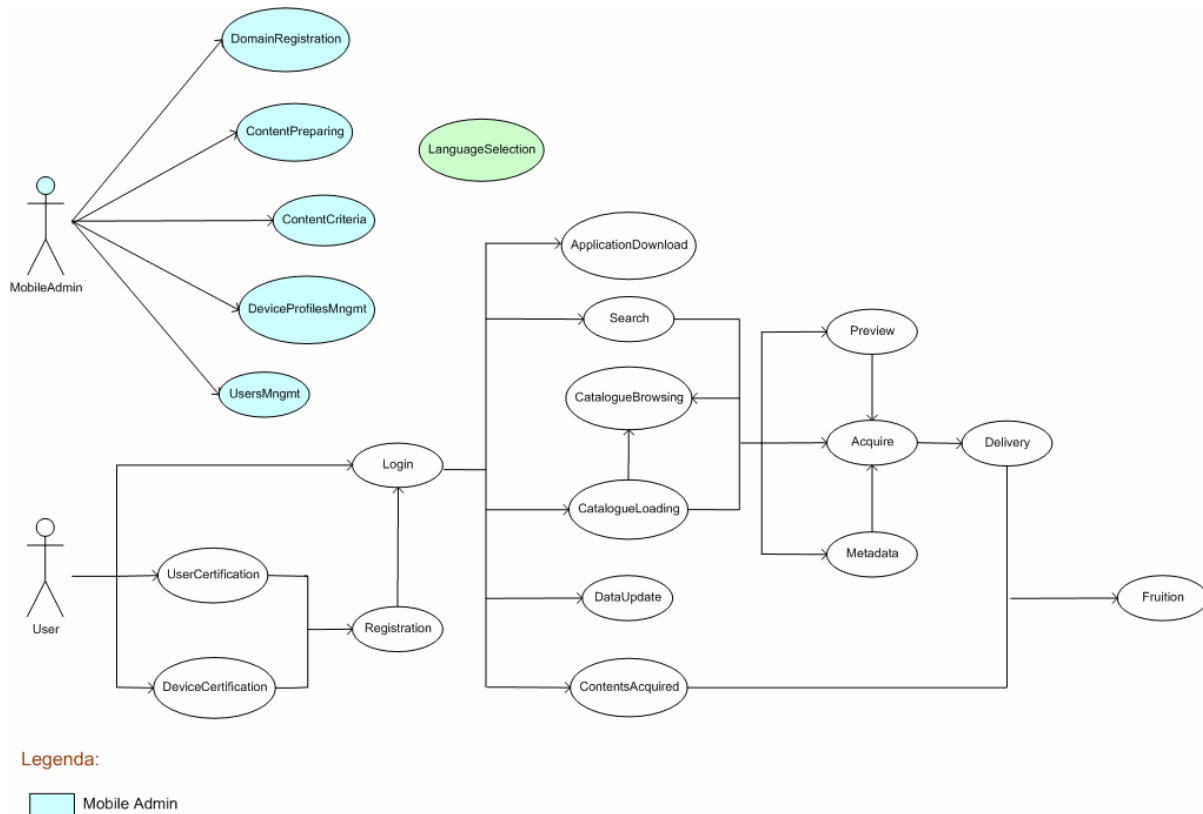 DomainRegistration
ContentPreparing
LanguageSelection
ContentCriteria
MobileAdmin
DeviceProfilesMngmt
UsersMngmt
ApplicationDownload
Search
Preview
CatalogueBrowsing
Login
Acquire
Delivery
CatalogueLoading
Metadata
UserCertification
DataUpdate
Fruition
User
Registration
DeviceCertification
ContentsAcquired
Legenda:
Mobile Admin